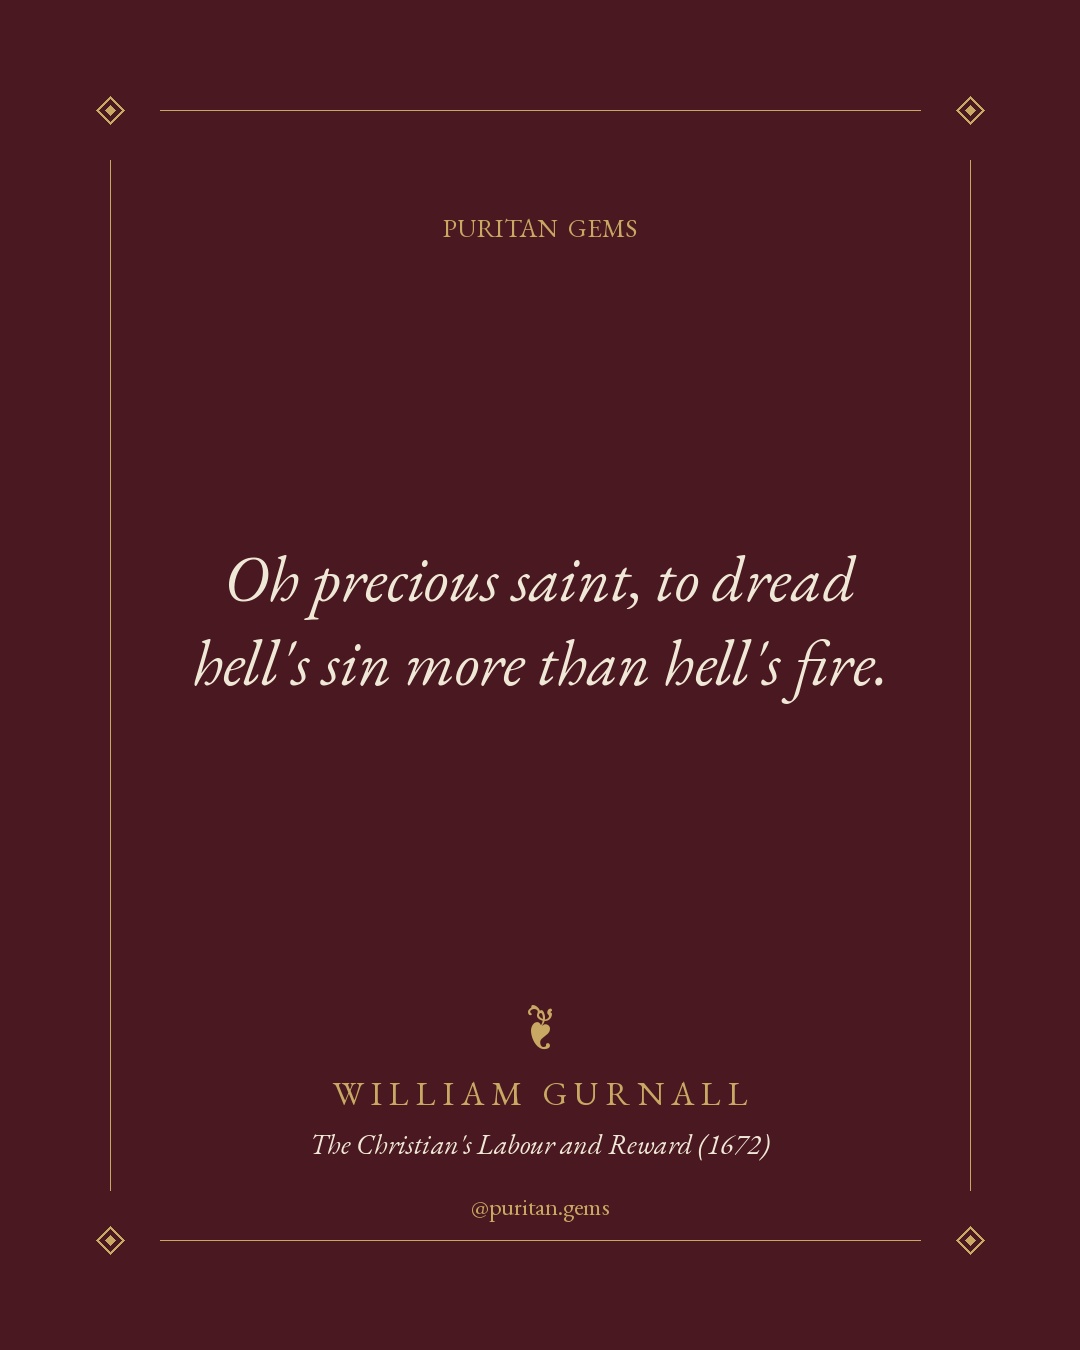 PURITAN GEMS
Oh precious saint, to dread
hell's sin more than hell's fire.
WILLIAM GURNALL
The Christian's Labour and Reward (1672)
@puritan.gems